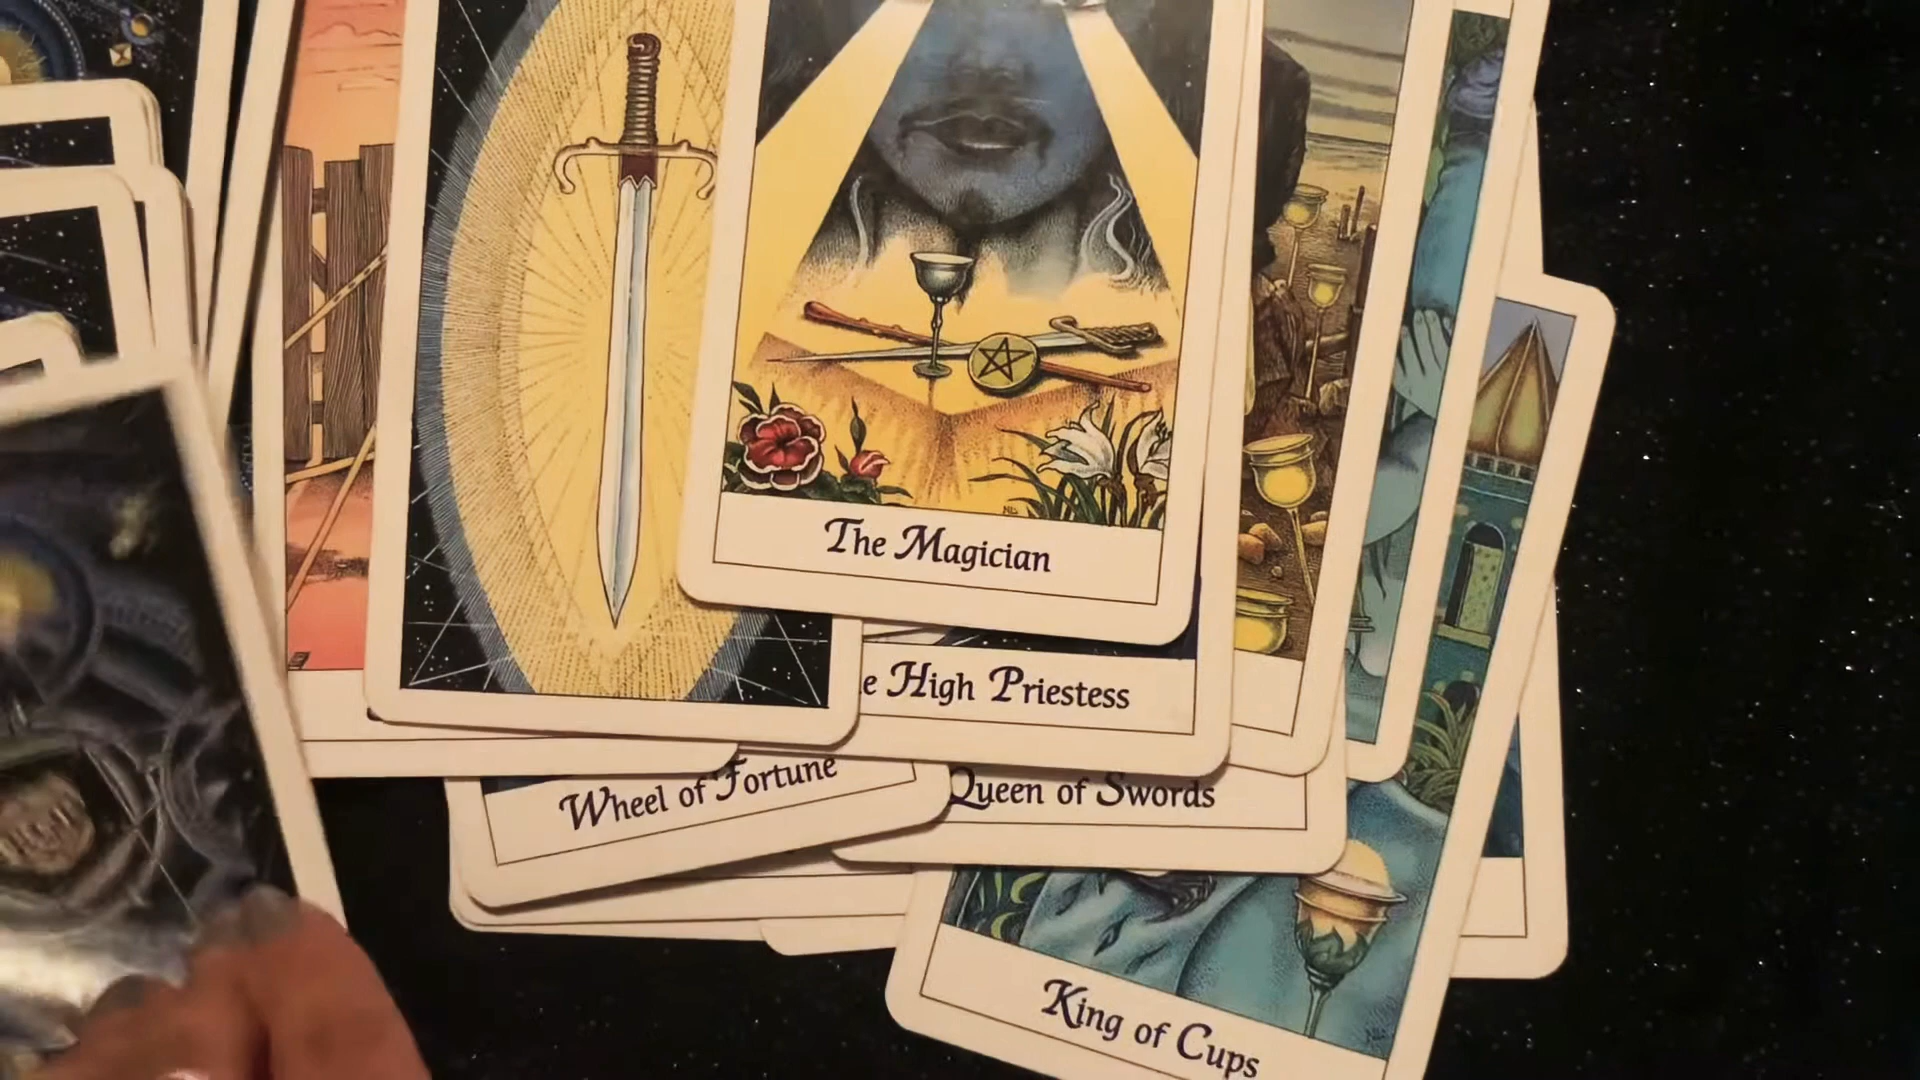 The Magician
e High Priestess
Wheel of Fortune
Queen of Swords
King of Cups